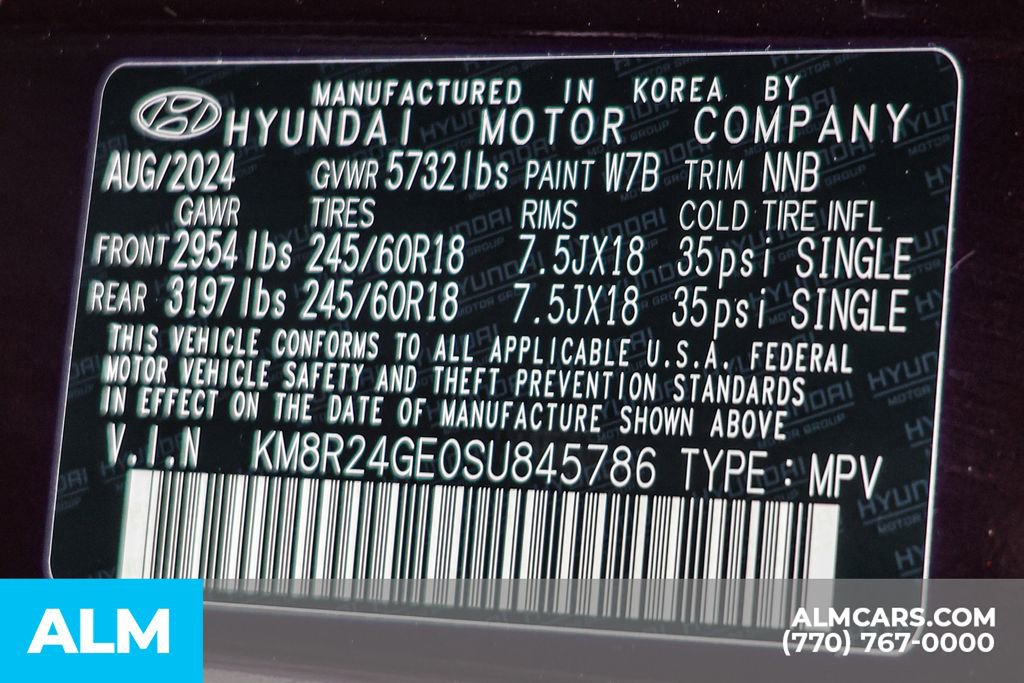 MANUFACTURED IN KOREA BY
HYUNDAI MOTOR COMPANY
AUG/2024 GVWR 5732lbs PAINT W7B TRIM NNB
GAWR TIRES RIMS COLD TIRE INFL
FRONT 2954lbs 245/60R18 7.5JX18 35psi SINGLE
REAR 3197lbs 245/60R18 7.5JX18 35psi SINGLE
THIS VEHICLE CONFORMS TO ALL APPLICABLE U.S.A. FEDERAL
MOTOR VEHICLE SAFETY AND THEFT PREVENTION STANDARDS
IN EFFECT ON THE DATE OF MANUFACTURE SHOWN ABOVE
V.I.N KM8R24GE0SU845786 TYPE : MPV
ALM
ALMCARS.COM
(770) 767-0000